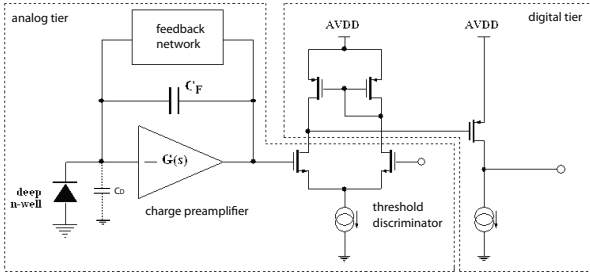 analog tier
feedback
network
AVDD
AVDD
digital tier
C_F
− G(s)
deep
n-well
C_D
charge preamplifier
threshold
discriminator